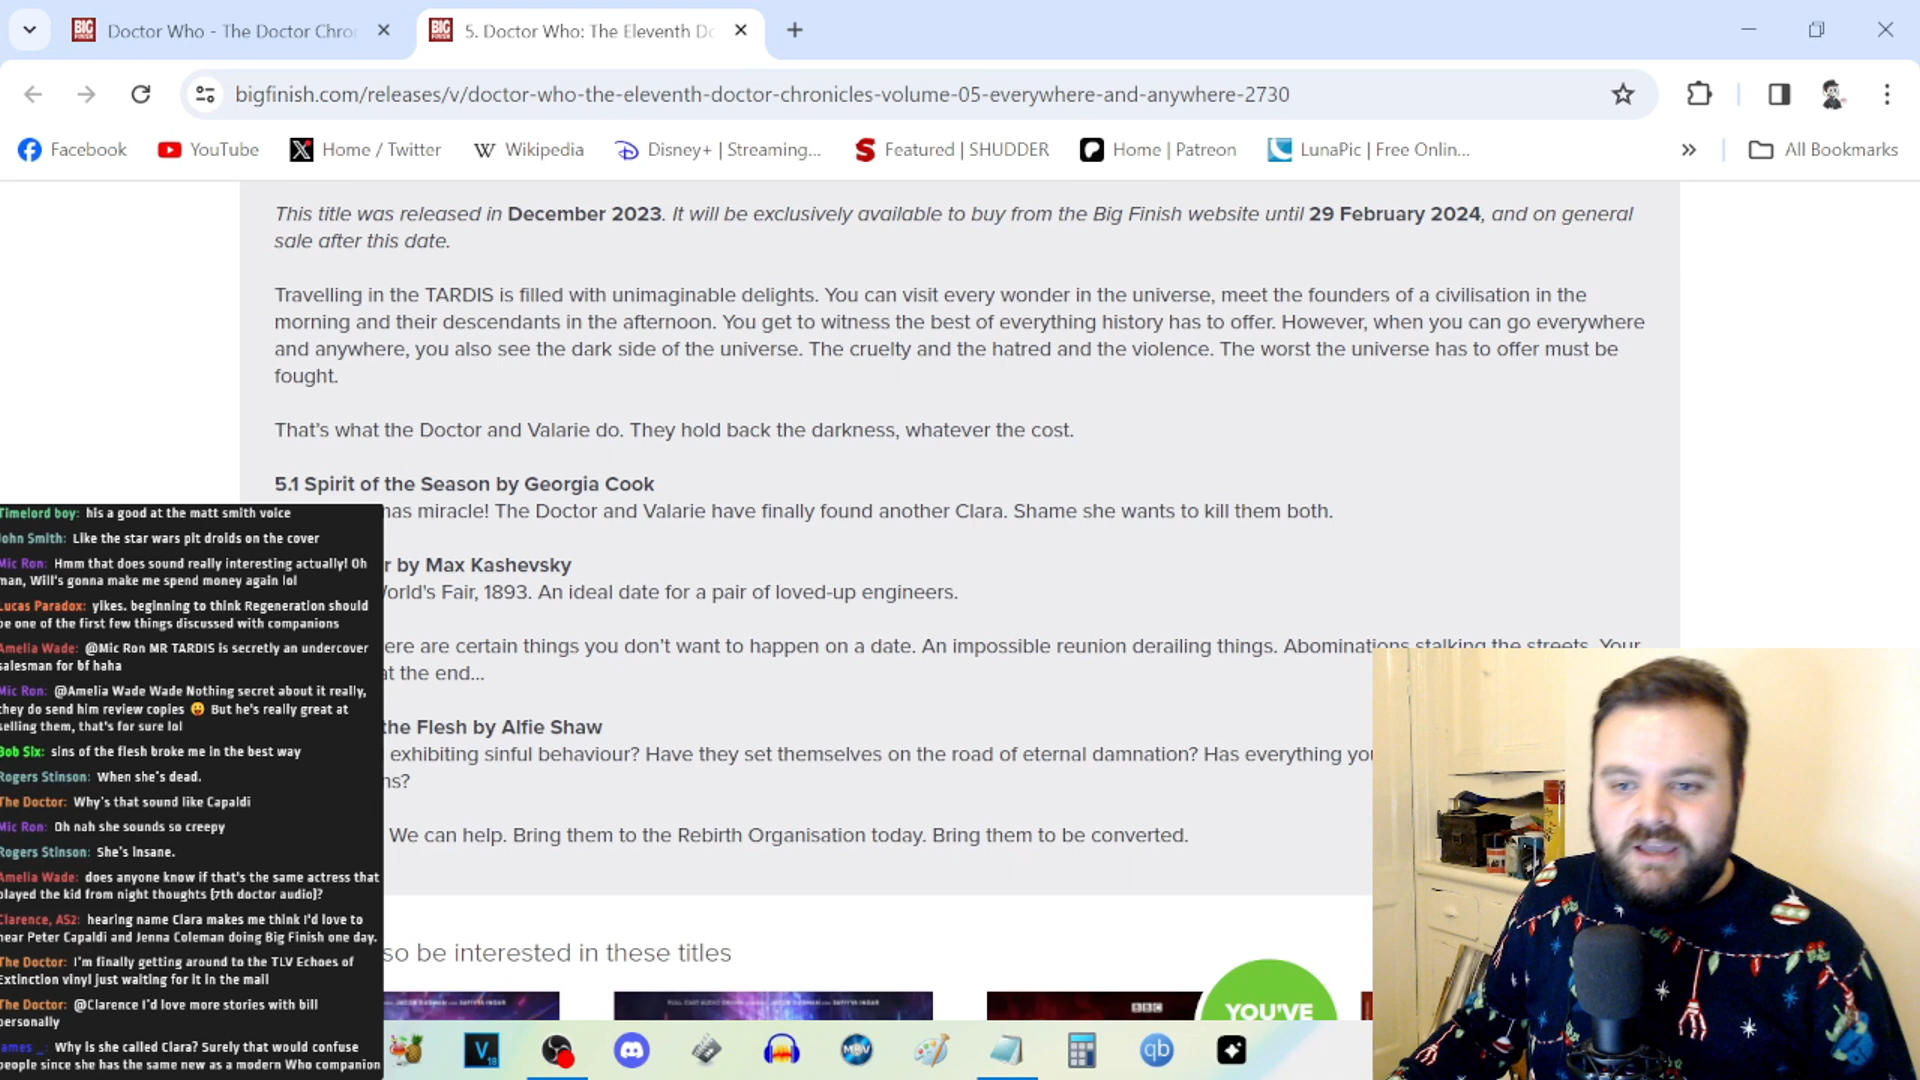 Doctor Who - The Doctor Chro
5. Doctor Who: The Eleventh Do
bigfinish.com/releases/v/doctor-who-the-eleventh-doctor-chronicles-volume-05-everywhere-and-anywhere-2730
Facebook
YouTube
Home / Twitter
Wikipedia
Disney+ | Streaming...
Featured | SHUDDER
Home | Patreon
LunaPic | Free Onlin...
All Bookmarks
This title was released in December 2023. It will be exclusively available to buy from the Big Finish website until 29 February 2024, and on general
sale after this date.
Travelling in the TARDIS is filled with unimaginable delights. You can visit every wonder in the universe, meet the founders of a civilisation in the
morning and their descendants in the afternoon. You get to witness the best of everything history has to offer. However, when you can go everywhere
and anywhere, you also see the dark side of the universe. The cruelty and the hatred and the violence. The worst the universe has to offer must be
fought.
That's what the Doctor and Valarie do. They hold back the darkness, whatever the cost.
5.1 Spirit of the Season by Georgia Cook
mas miracle! The Doctor and Valarie have finally found another Clara. Shame she wants to kill them both.
r by Max Kashevsky
orld's Fair, 1893. An ideal date for a pair of loved-up engineers.
ere are certain things you don't want to happen on a date. An impossible reunion derailing things. Abominations stalking the streets. Your
at the end...
the Flesh by Alfie Shaw
exhibiting sinful behaviour? Have they set themselves on the road of eternal damnation? Has everything you
ns?
We can help. Bring them to the Rebirth Organisation today. Bring them to be converted.
so be interested in these titles
YOU'VE
BBC
Timelord boy: his a good at the matt smith voice
John Smith: Like the star wars pit droids on the cover
Mic Ron: Hmm that does sound really interesting actually! Oh
man, Will's gonna make me spend money again lol
Lucas Paradox: yikes. beginning to think Regeneration should
be one of the first few things discussed with companions
Amelia Wade: @Mic Ron MR TARDIS is secretly an undercover
salesman for bf haha
Mic Ron: @Amelia Wade Wade Nothing secret about it really,
they do send him review copies 😛 But he's really great at
selling them, that's for sure lol
Bob Six: sins of the flesh broke me in the best way
Rogers Stinson: When she's dead.
The Doctor: Why's that sound like Capaldi
Mic Ron: Oh nah she sounds so creepy
Rogers Stinson: She's insane.
Amelia Wade: does anyone know if that's the same actress that
played the kid from night thoughts [7th doctor audio]?
Clarence, AS2: hearing name Clara makes me think I'd love to
hear Peter Capaldi and Jenna Coleman doing Big Finish one day.
The Doctor: I'm finally getting around to the TLV Echoes of
Extinction vinyl just waiting for it in the mail
The Doctor: @Clarence I'd love more stories with bill
personally
James _: Why is she called Clara? Surely that would confuse
people since she has the same new as a modern Who companion